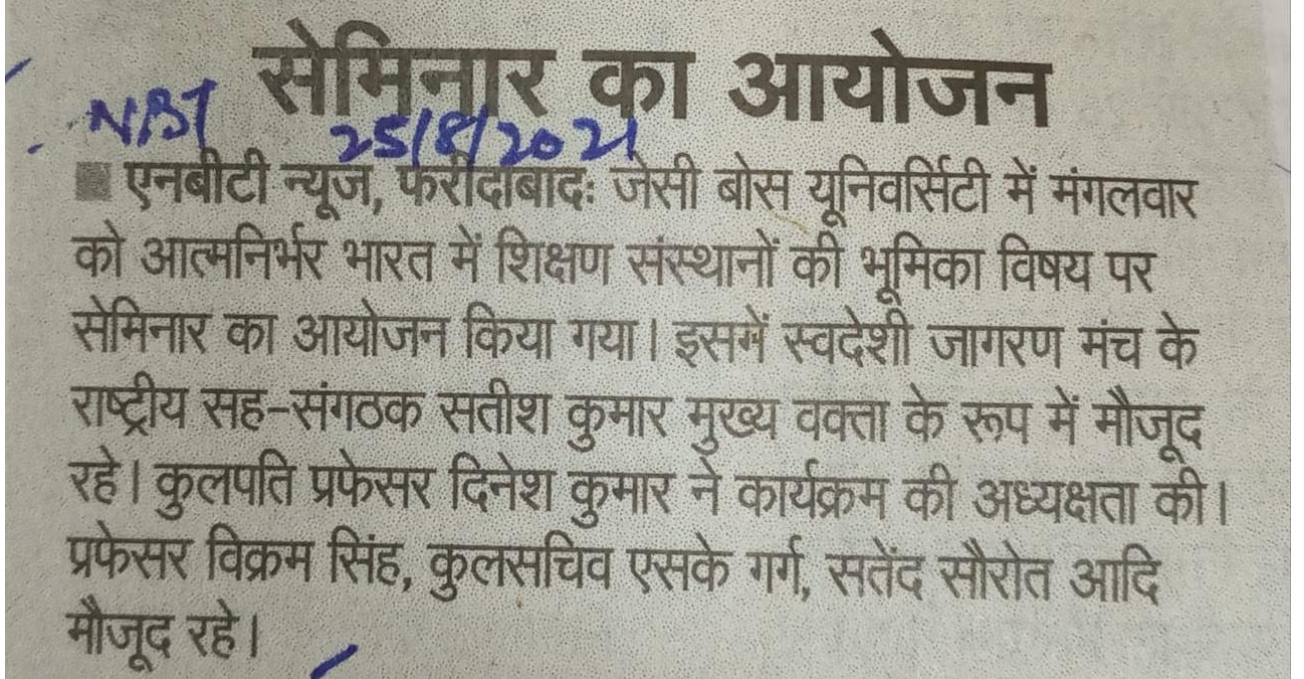 सेमिनार का आयोजन
NBT 25/8/2021
एनबीटी न्यूज, फरीदाबादः जेसी बोस यूनिवर्सिटी में मंगलवार
को आत्मनिर्भर भारत में शिक्षण संस्थानों की भूमिका विषय पर
सेमिनार का आयोजन किया गया। इसमें स्वदेशी जागरण मंच के
राष्ट्रीय सह-संगठक सतीश कुमार मुख्य वक्ता के रूप में मौजूद
रहे। कुलपति प्रफेसर दिनेश कुमार ने कार्यक्रम की अध्यक्षता की।
प्रफेसर विक्रम सिंह, कुलसचिव एसके गर्ग, सतेंद सौरोत आदि
मौजूद रहे।